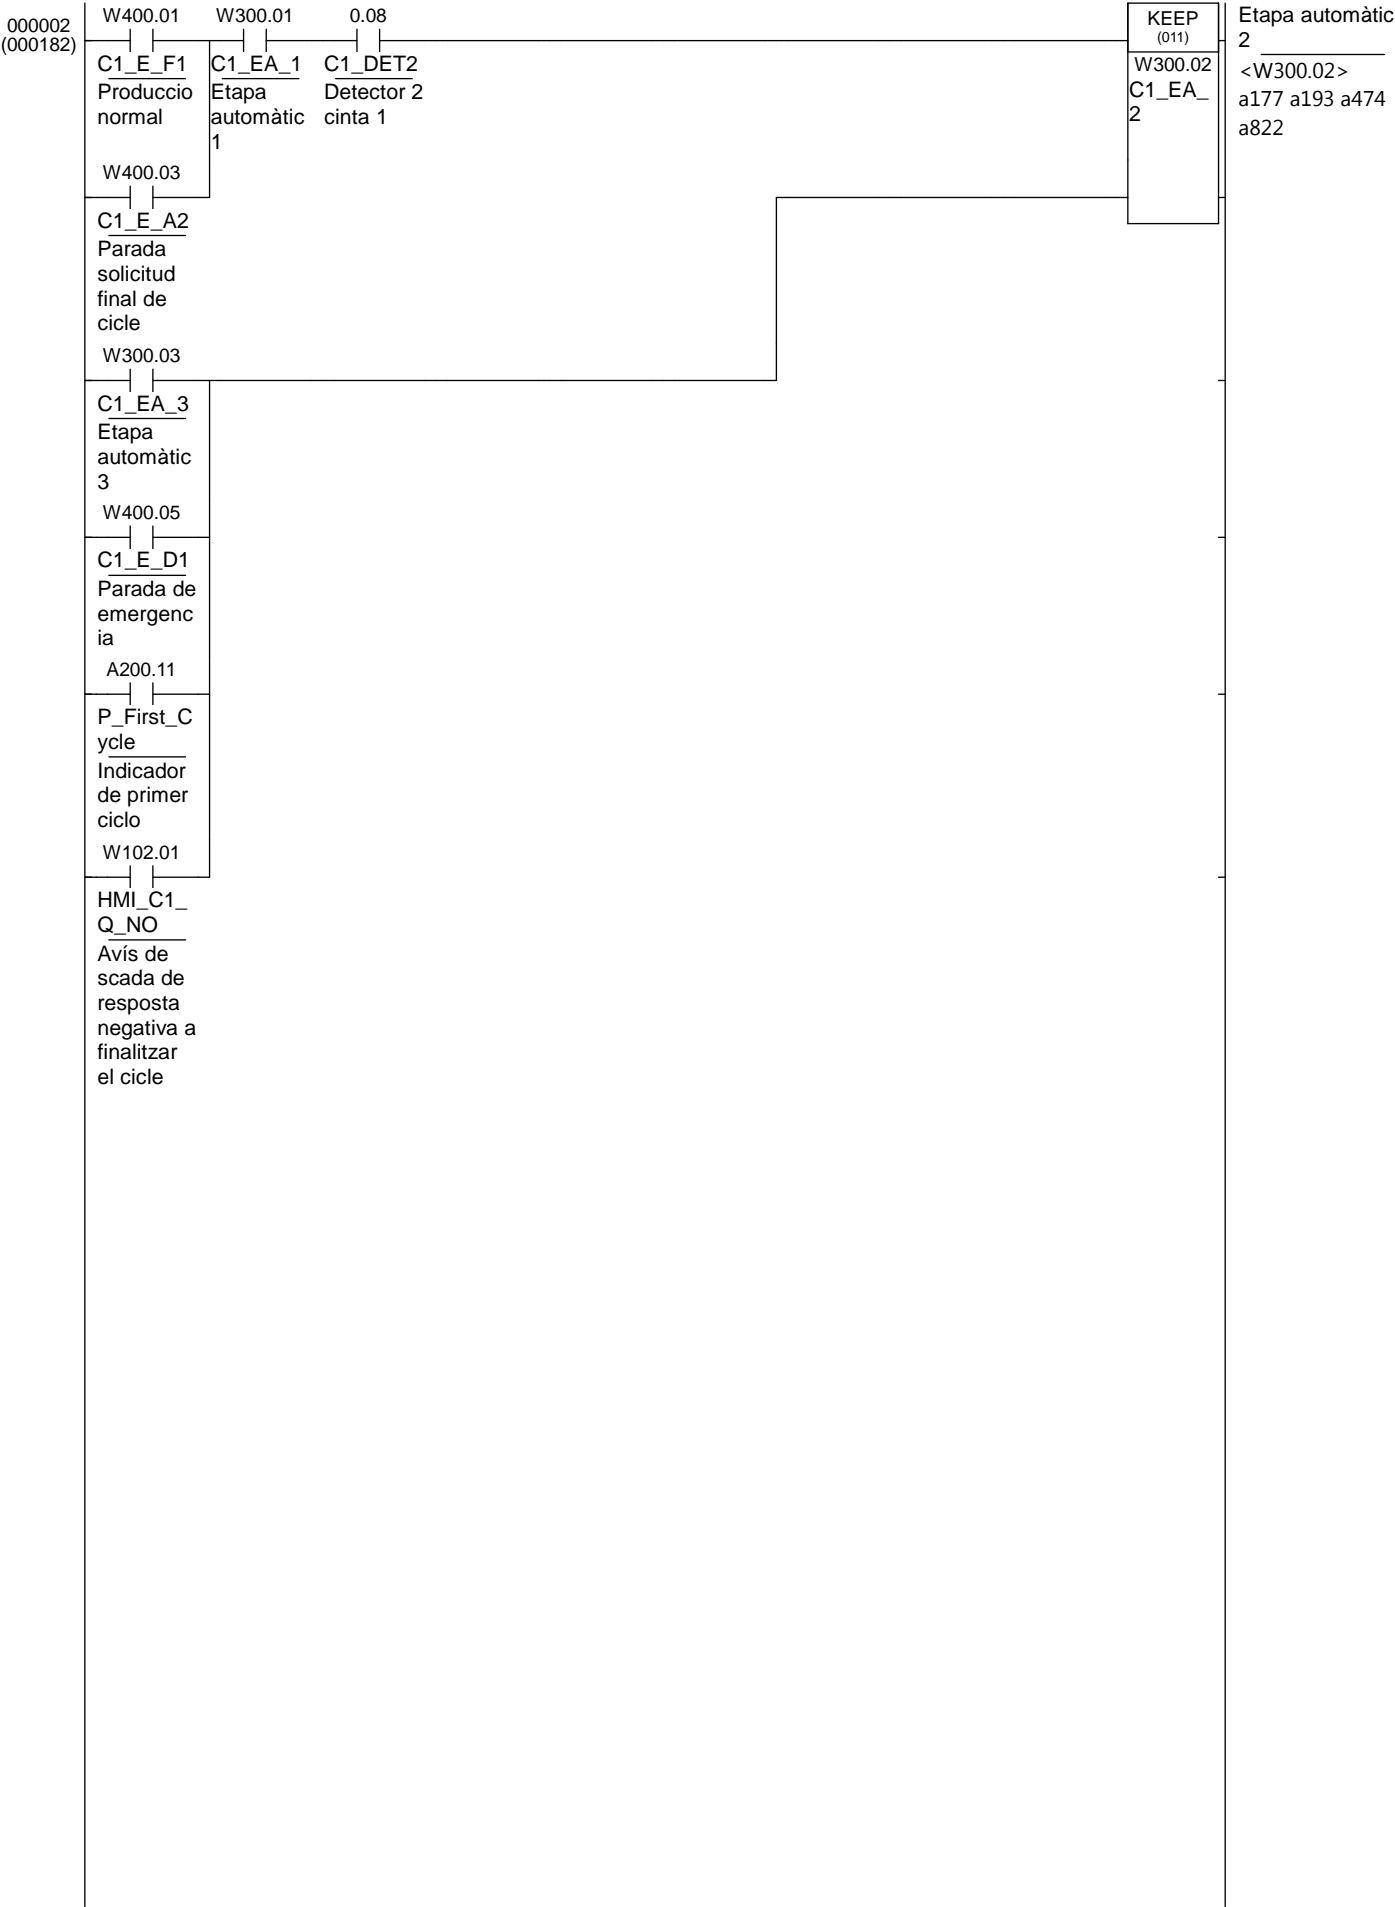 000002
(000182)
W400.01
W300.01
0.08
C1_E_F1
C1_EA_1
C1_DET2
Produccio
normal
Etapa
automàtic
1
Detector 2
cinta 1
KEEP
(011)
W300.02
C1_EA_
2
Etapa automàtic
2
<W300.02>
a177 a193 a474
a822
W400.03
C1_E_A2
Parada
solicitud
final de
cicle
W300.03
C1_EA_3
Etapa
automàtic
3
W400.05
C1_E_D1
Parada de
emergenc
ia
A200.11
P_First_C
ycle
Indicador
de primer
ciclo
W102.01
HMI_C1_
Q_NO
Avís de
scada de
resposta
negativa a
finalitzar
el cicle